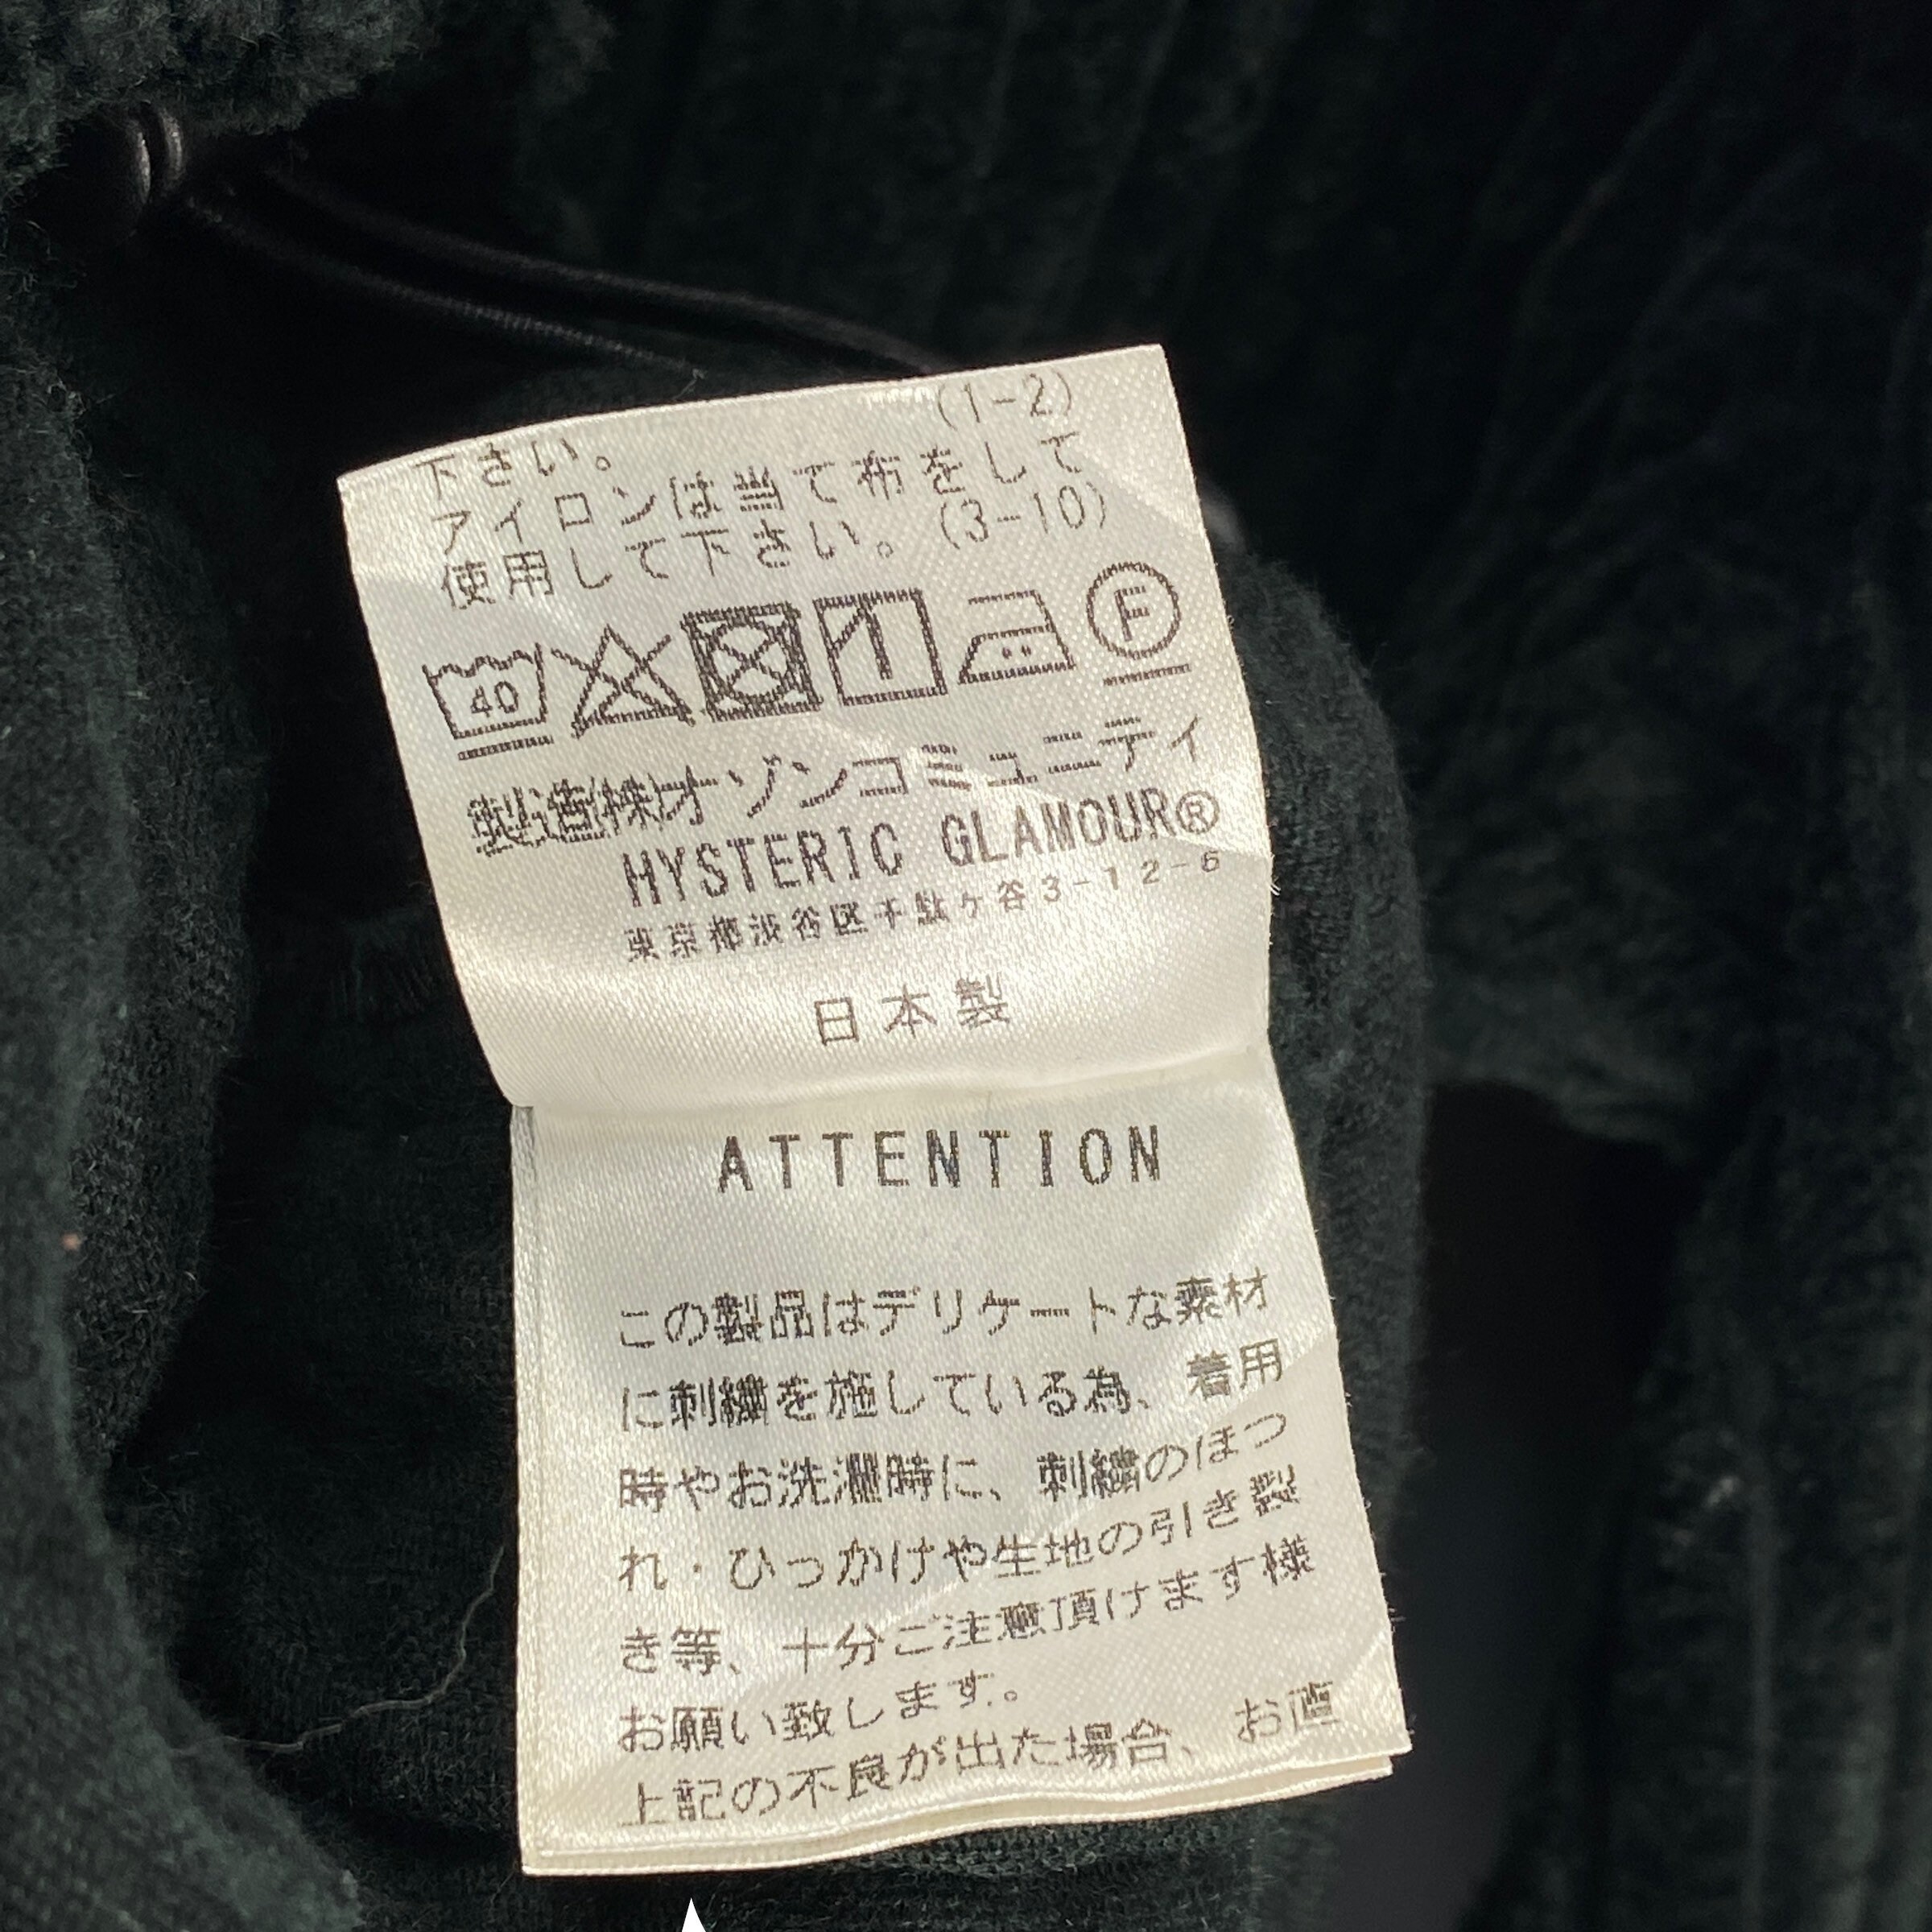 (1-2)
下さい。
アイロンは当て布をして
使用して下さい。(3-10)
40
F
製造(株)オゾンコミュニティ
HYSTERIC GLAMOUR®
東京都渋谷区千駄ケ谷3-12-6
日本製
ATTENTION
この製品はデリケートな素材
に刺繍を施している為、着用
時やお洗濯時に、刺繍のほつ
れ・ひっかけや生地の引き裂
き等、十分ご注意頂けます様
お願い致します。
上記の不良が出た場合、お直